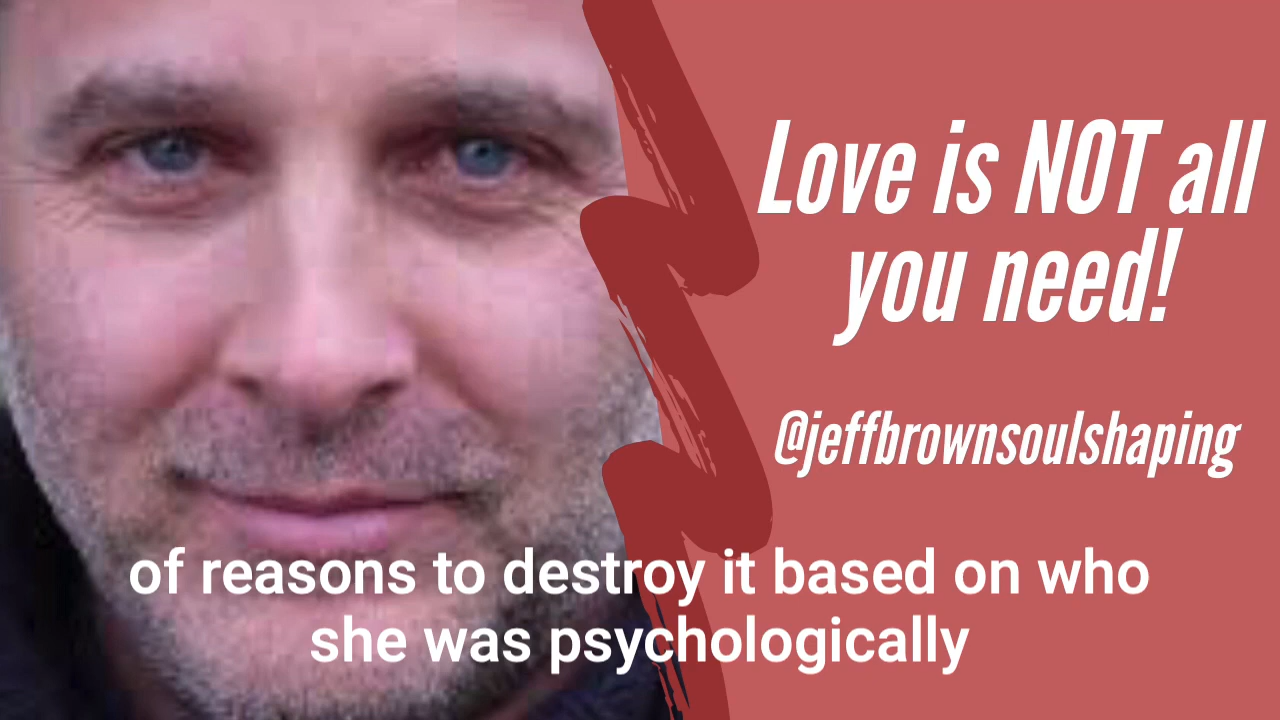 Love is NOT all
you need!
@jeffbrownsoulshaping
of reasons to destroy it based on who
she was psychologically